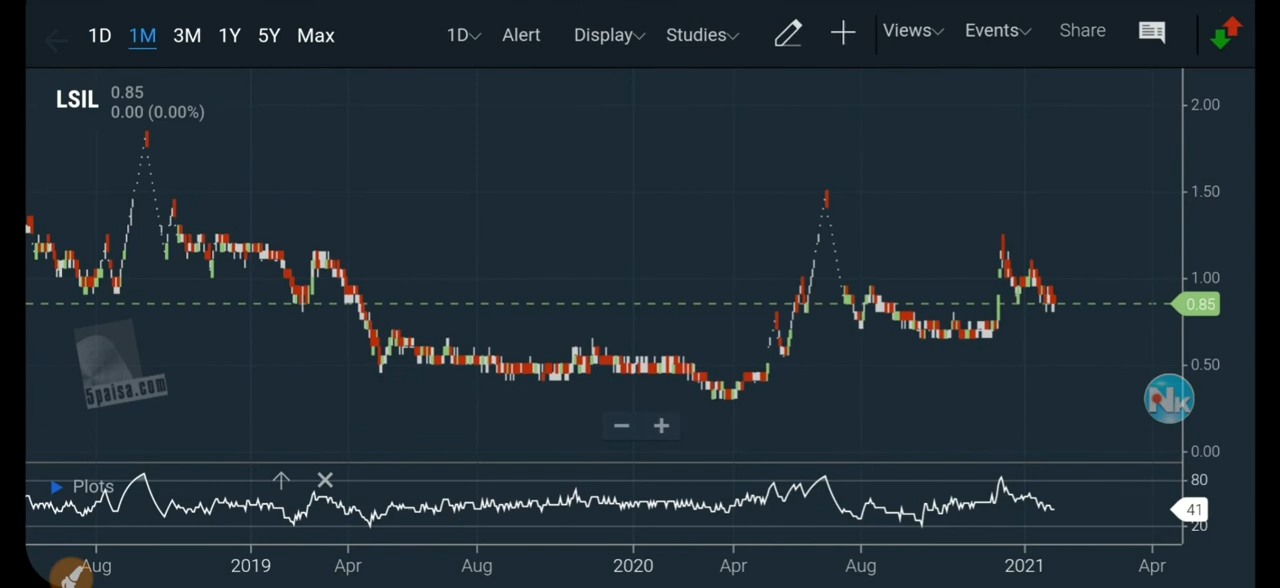 1D 1M 3M 1Y 5Y Max 1D Alert Display Studies Views Events Share
LSIL 0.85
0.00 (0.00%)
2.00
1.50
1.00
0.85
0.50
0.00
5paisa.com
NK
Plots
80
41
20
Aug 2019 Apr Aug 2020 Apr Aug 2021 Apr